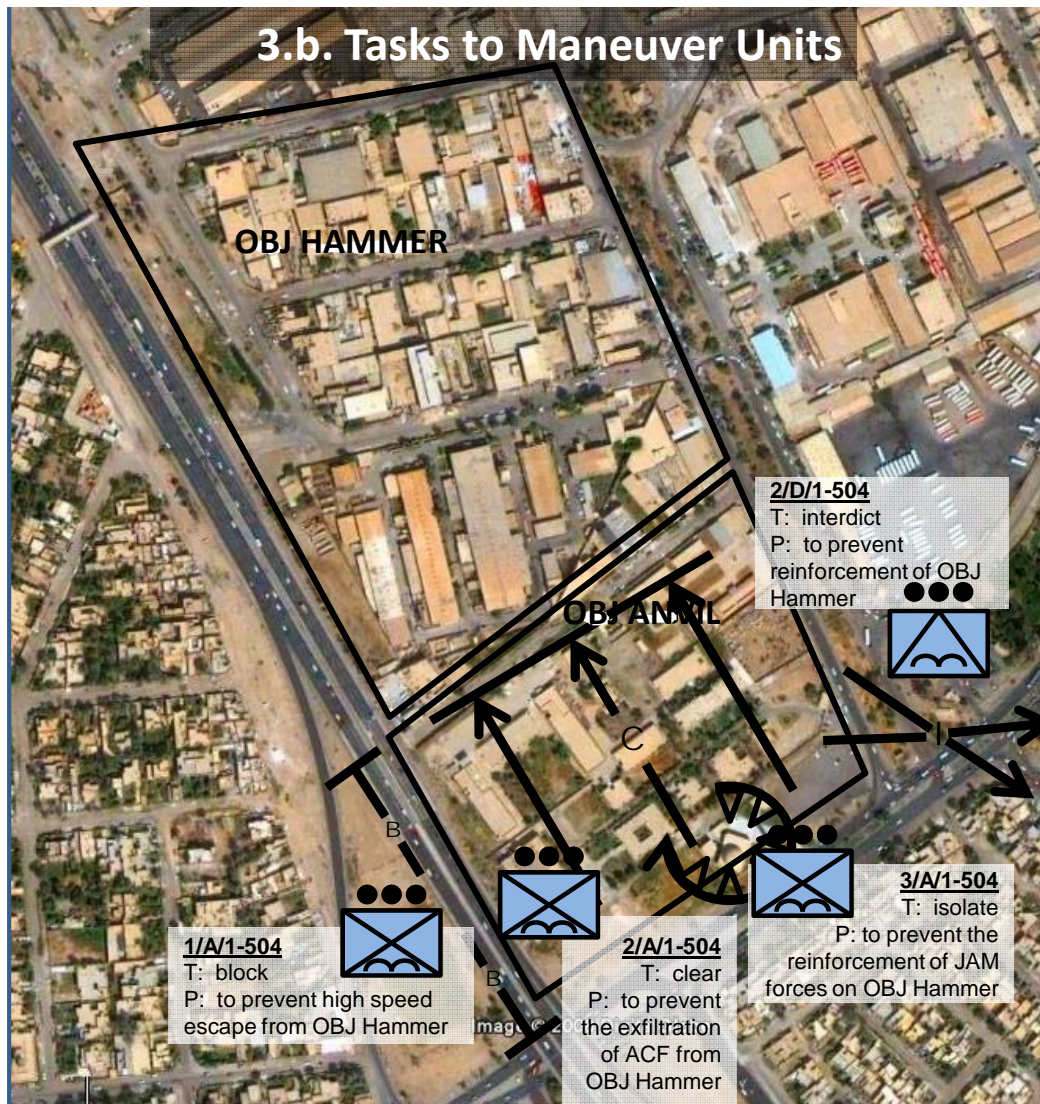 3.b. Tasks to Maneuver Units
OBJ HAMMER
2/D/1-504
T: interdict
P: to prevent
reinforcement of OBJ
Hammer
OBJ ANVIL
C
I
B
B
1/A/1-504
T: block
P: to prevent high speed
escape from OBJ Hammer
2/A/1-504
T: clear
P: to prevent
the exfiltration
of ACF from
OBJ Hammer
3/A/1-504
T: isolate
P: to prevent the
reinforcement of JAM
forces on OBJ Hammer
Image ©